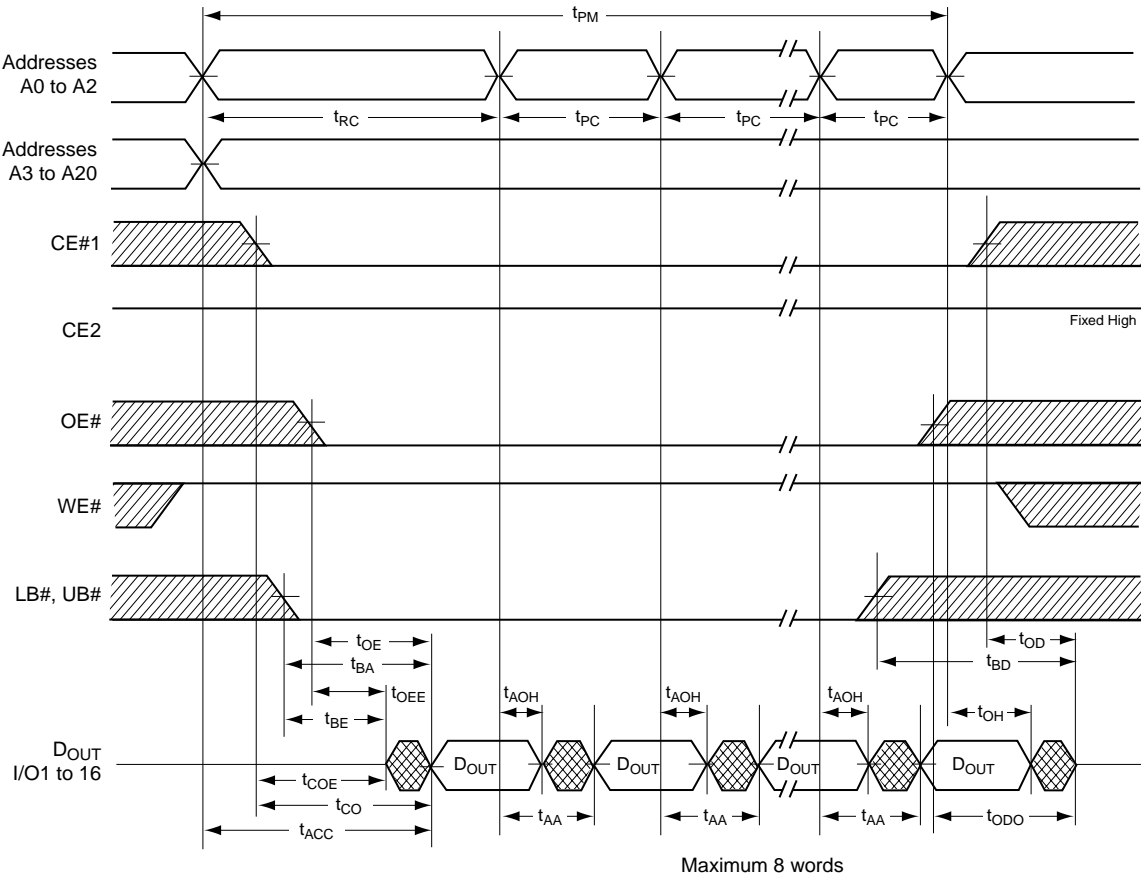 tPM
Addresses
A0 to A2
tRC
tPC
tPC
tPC
Addresses
A3 to A20
CE#1
CE2
Fixed High
OE#
WE#
LB#, UB#
tOE
tOD
tBA
tBD
tOEE
tAOH
tAOH
tAOH
tBE
tOH
DOUT
I/O1 to 16
DOUT
DOUT
DOUT
DOUT
tCOE
tCO
tAA
tAA
tAA
tODO
tACC
Maximum 8 words